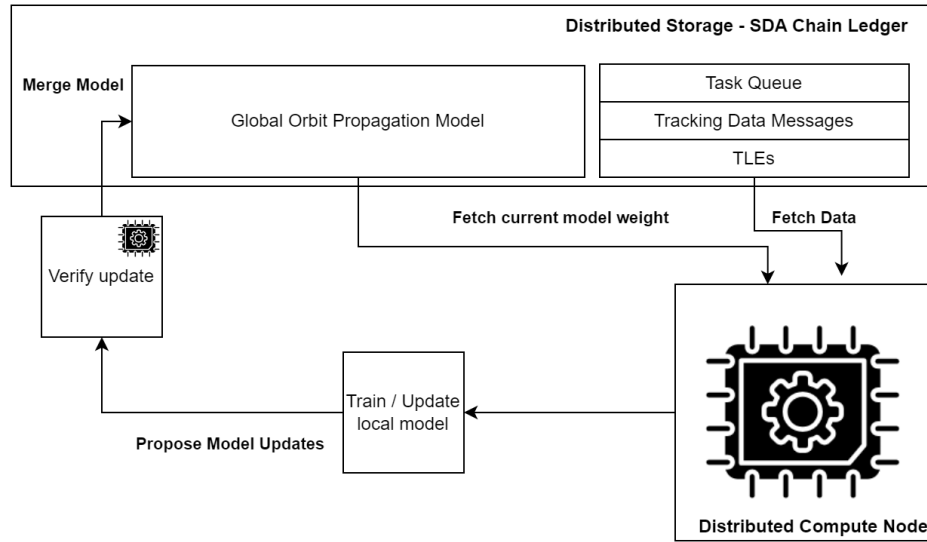 Distributed Storage - SDA Chain Ledger
Merge Model
Global Orbit Propagation Model
Task Queue
Tracking Data Messages
TLEs
Fetch current model weight
Fetch Data
Verify update
Train / Update
local model
Propose Model Updates
Distributed Compute Node